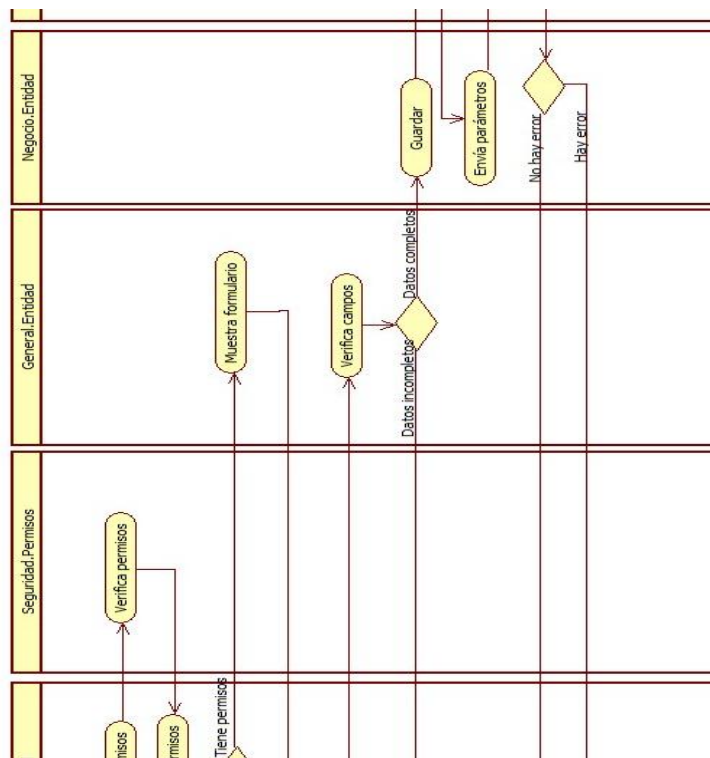 Negocio.Entidad
Guardar
Envía parámetros
No hay error
Hay error
General.Entidad
Muestra formulario
Verifica campos
Datos completos
Datos incompletos
Seguridad.Permisos
Verifica permisos
Tiene permisos